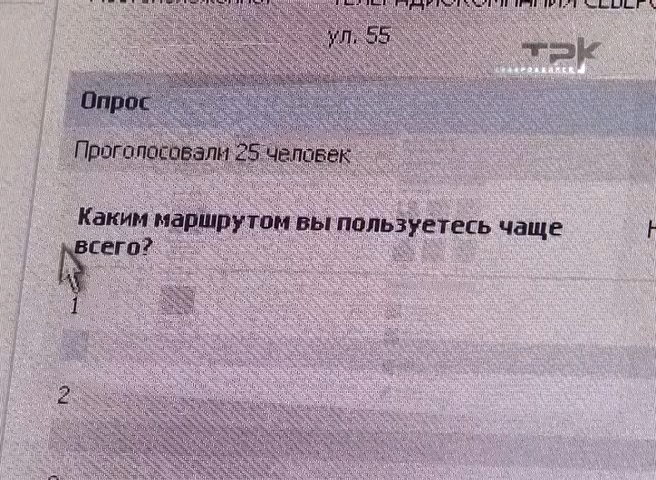 ул. 55
ТРК
Опрос
Проголосовали 25 человек
Каким маршрутом вы пользуетесь чаще
всего?
1
2